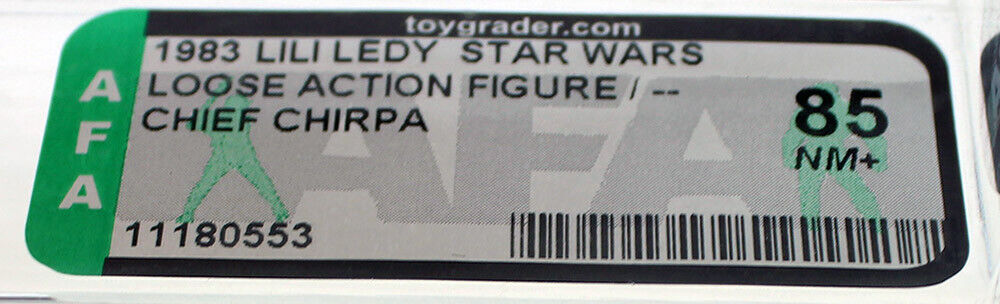 toygrader.com
1983 LILI LEDY STAR WARS
LOOSE ACTION FIGURE / --
CHIEF CHIRPA
85
NM+
11180553
AFA
AFA